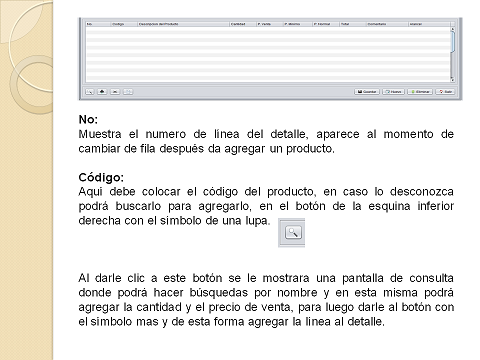 No. Codigo Descripcion del Producto Cantidad P. Venta P. Minimo P. Normal Total Comentario Alancer
Guardar Nuevo Eliminar Salir
No:
Muestra el numero de línea del detalle, aparece al momento de
cambiar de fila después da agregar un producto.
Código:
Aquí debe colocar el código del producto, en caso lo desconozca
podrá buscarlo para agregarlo, en el botón de la esquina inferior
derecha con el símbolo de una lupa.
Al darle clic a este botón se le mostrara una pantalla de consulta
donde podrá hacer búsquedas por nombre y en esta misma podrá
agregar la cantidad y el precio de venta, para luego darle al botón con
el símbolo mas y de esta forma agregar la línea al detalle.